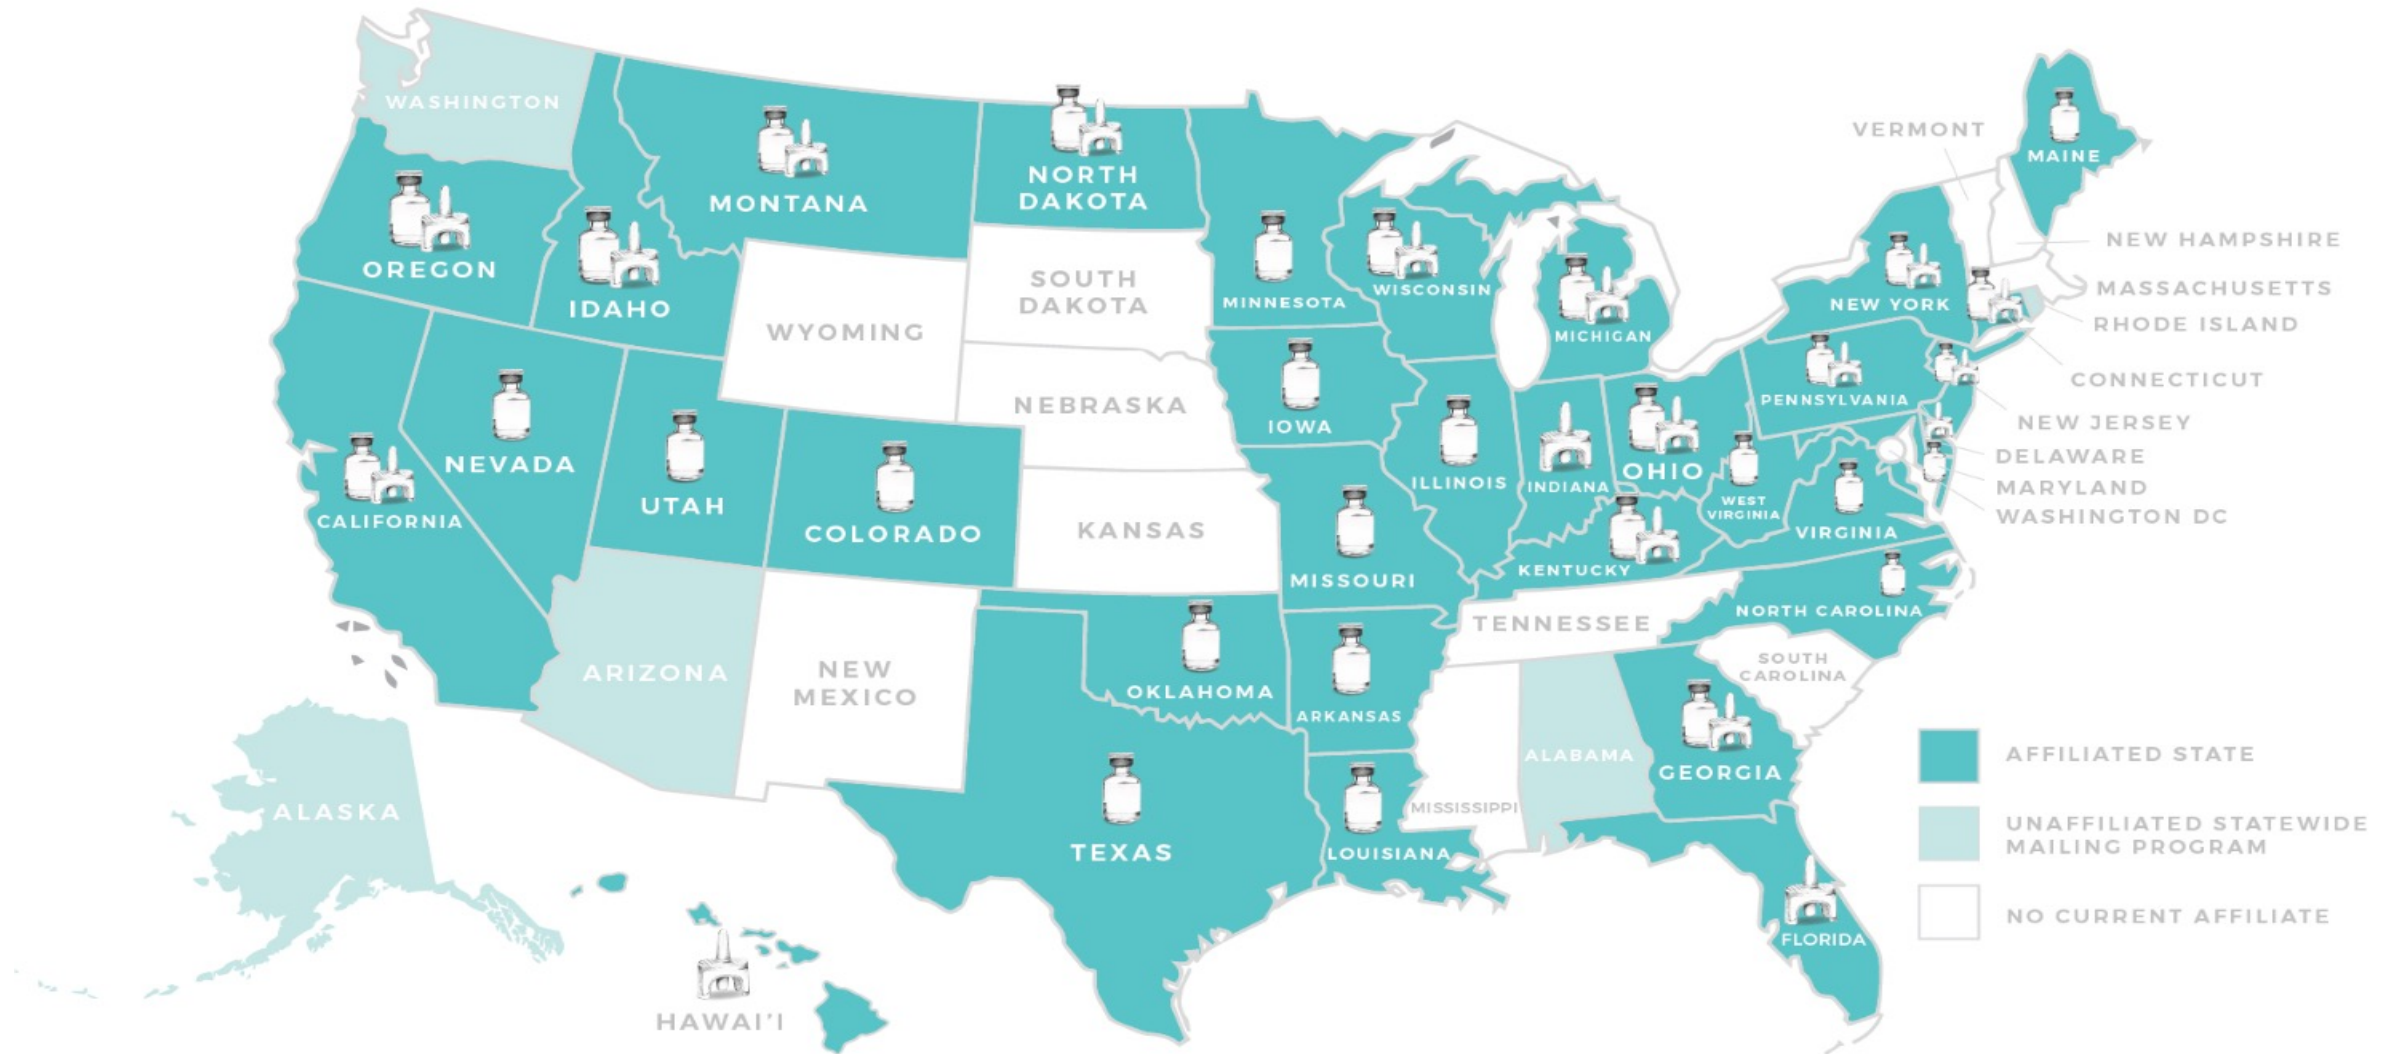 WASHINGTON
OREGON
IDAHO
MONTANA
NORTH
DAKOTA
SOUTH
DAKOTA
WYOMING
NEBRASKA
KANSAS
CALIFORNIA
NEVADA
UTAH
COLORADO
ARIZONA
NEW
MEXICO
TEXAS
OKLAHOMA
MINNESOTA
IOWA
MISSOURI
ARKANSAS
LOUISIANA
WISCONSIN
ILLINOIS
MICHIGAN
INDIANA
OHIO
KENTUCKY
TENNESSEE
MISSISSIPPI
ALABAMA
GEORGIA
FLORIDA
SOUTH
CAROLINA
NORTH CAROLINA
VIRGINIA
WEST
VIRGINIA
PENNSYLVANIA
NEW YORK
VERMONT
MAINE
NEW HAMPSHIRE
MASSACHUSETTS
RHODE ISLAND
CONNECTICUT
NEW JERSEY
DELAWARE
MARYLAND
WASHINGTON DC
ALASKA
HAWAI'I
AFFILIATED STATE
UNAFFILIATED STATEWIDE
MAILING PROGRAM
NO CURRENT AFFILIATE